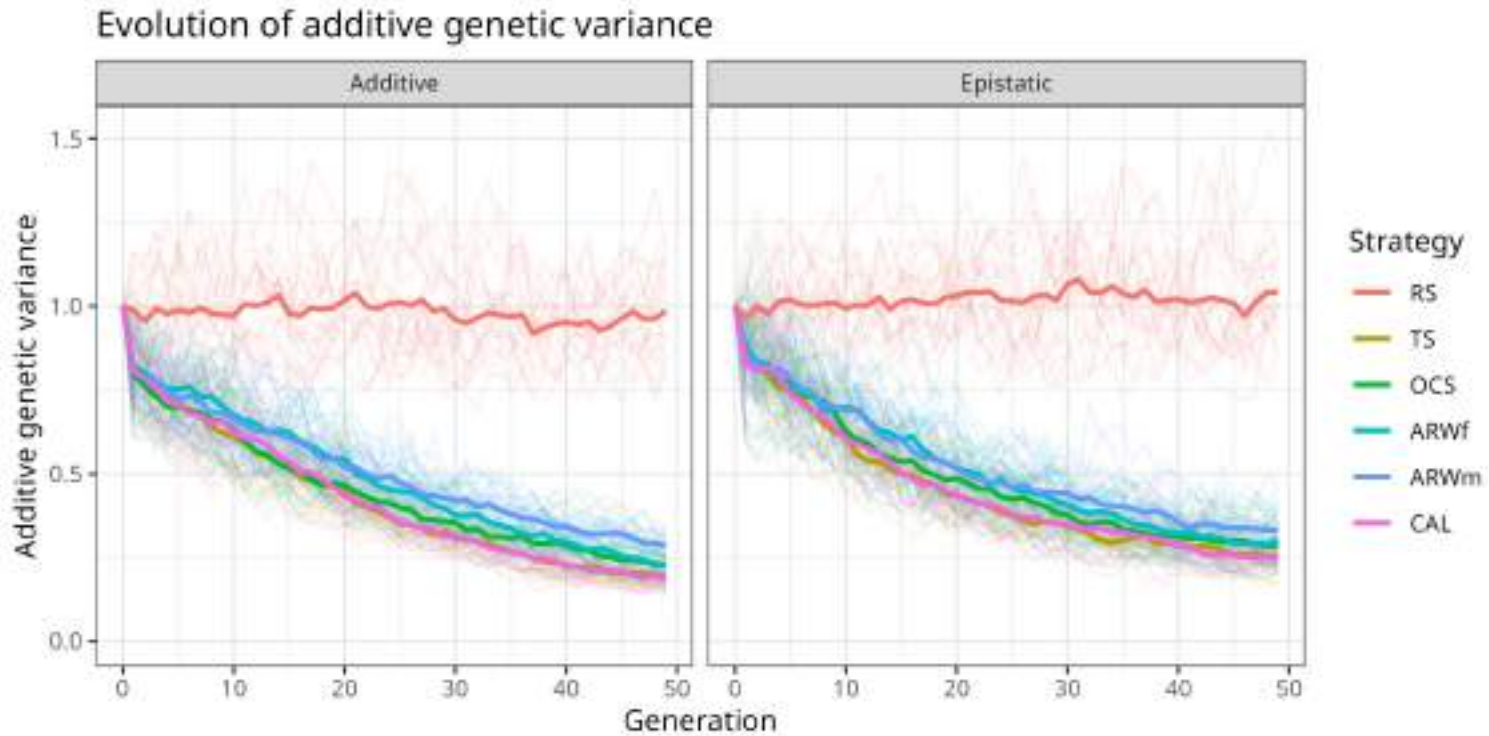 Evolution of additive genetic variance
Additive
Epistatic
Additive genetic variance
1.5
1.0
0.5
0.0
0 10 20 30 40 50
0 10 20 30 40 50
Generation
Strategy
RS
TS
OCS
ARWf
ARWm
CAL